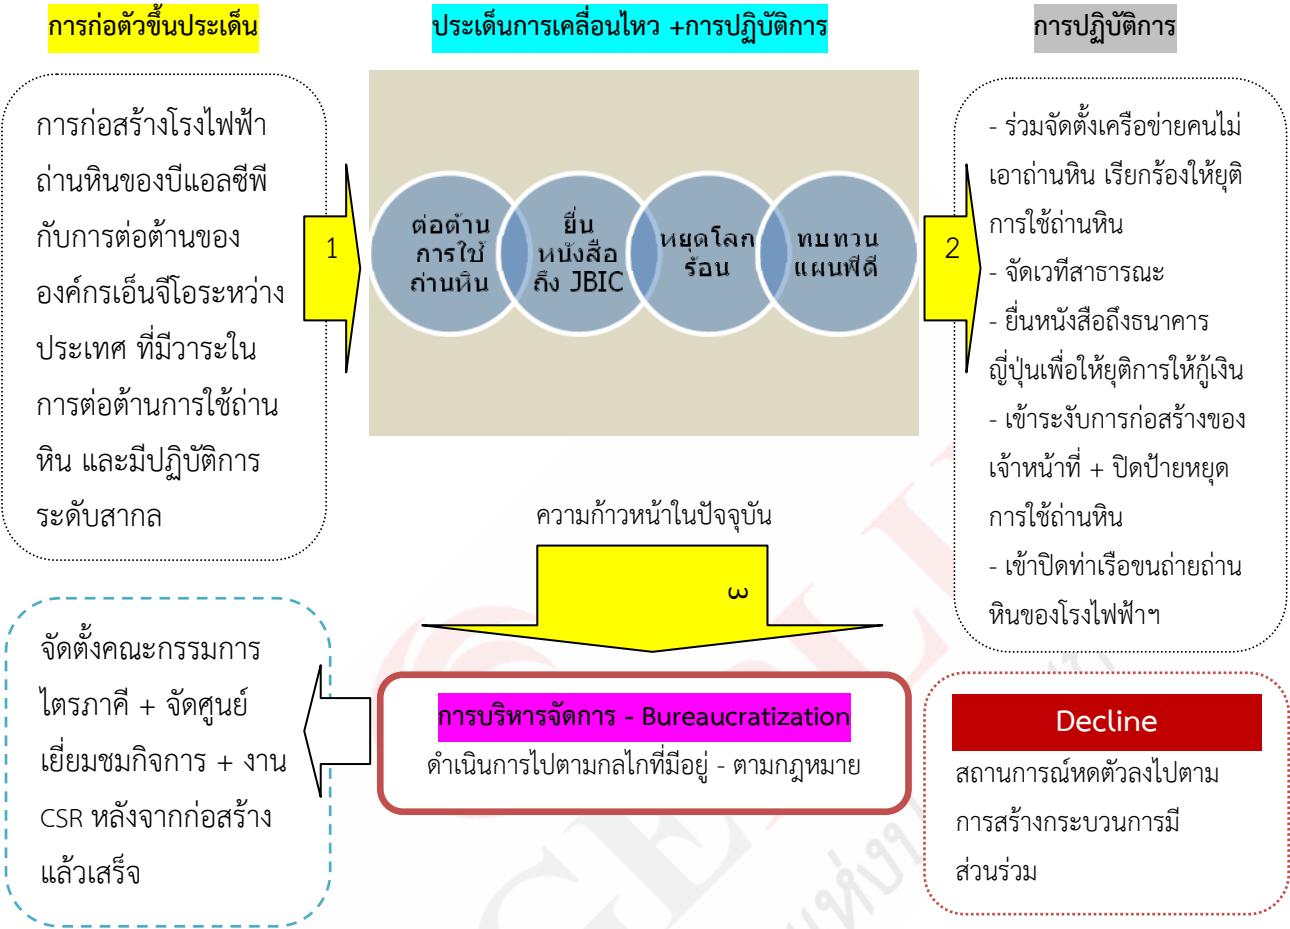 การก่อตัวขึ้นประเด็น
ประเด็นการเคลื่อนไหว +การปฏิบัติการ
การปฏิบัติการ
การก่อสร้างโรงไฟฟ้า
ถ่านหินของบีแอลซีพี
กับการต่อต้านของ
องค์กรเอ็นจีโอระหว่าง
ประเทศ ที่มีวาระใน
การต่อต้านการใช้ถ่าน
หิน และมีปฏิบัติการ
ระดับสากล
1
ต่อต้าน
การใช้
ถ่านหิน
ยื่น
หนังสือ
ถึง JBIC
หยุดโลก
ร้อน
ทบทวน
แผนพีดี
2
- ร่วมจัดตั้งเครือข่ายคนไม่
เอาถ่านหิน เรียกร้องให้ยุติ
การใช้ถ่านหิน
- จัดเวทีสาธารณะ
- ยื่นหนังสือถึงธนาคาร
ญี่ปุ่นเพื่อให้ยุติการให้กู้เงิน
- เข้าระงับการก่อสร้างของ
เจ้าหน้าที่ + ปิดป้ายหยุด
การใช้ถ่านหิน
- เข้าปิดท่าเรือขนถ่ายถ่าน
หินของโรงไฟฟ้าฯ
ความก้าวหน้าในปัจจุบัน
3
จัดตั้งคณะกรรมการ
ไตรภาคี + จัดศูนย์
เยี่ยมชมกิจการ + งาน
CSR หลังจากก่อสร้าง
แล้วเสร็จ
การบริหารจัดการ - Bureaucratization
ดำเนินการไปตามกลไกที่มีอยู่ - ตามกฎหมาย
Decline
สถานการณ์หดตัวลงไปตาม
การสร้างกระบวนการมี
ส่วนร่วม